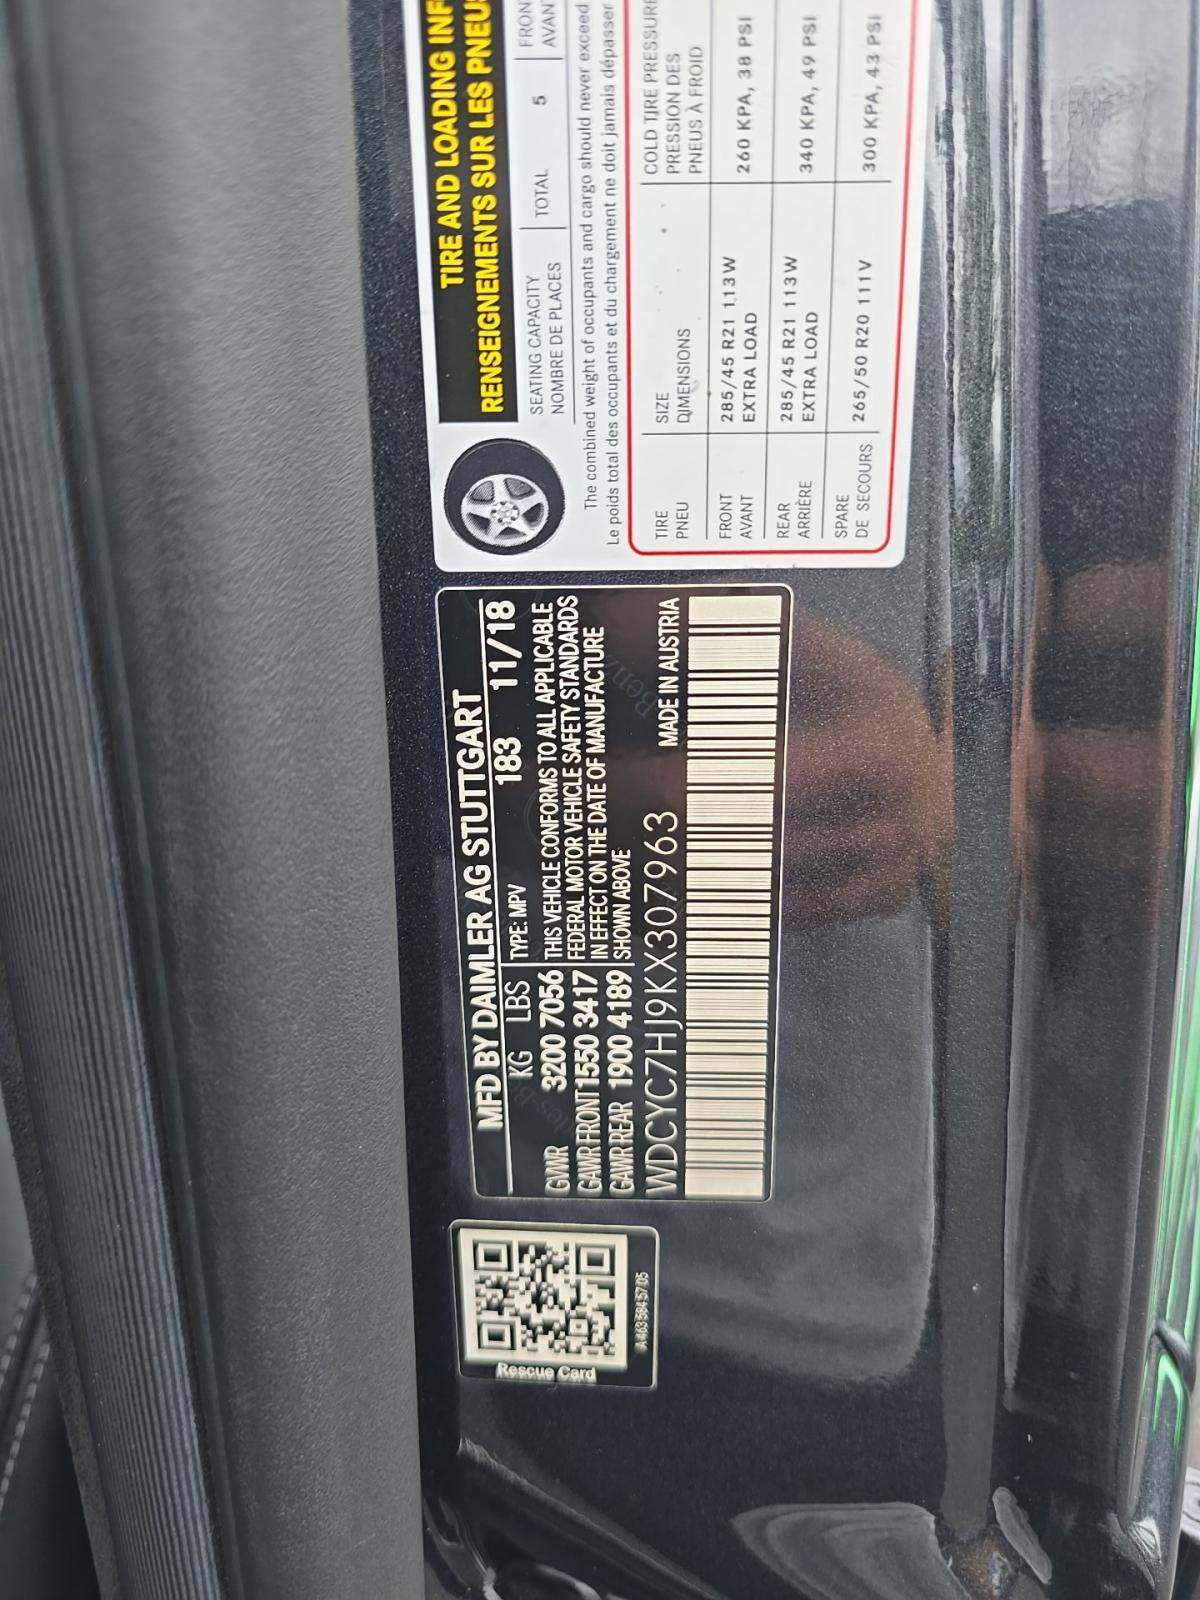 TIRE AND LOADING
RENSEIGNEMENTS SUR LES PNEUS
SEATING CAPACITY
NOMBRE DE PLACES
TOTAL 5
The combined weight of occupants and cargo should never exceed
Le poids total des occupants et du chargement ne doit jamais dépasser
TIRE
PNEU
SIZE
DIMENSIONS
COLD TIRE PRESSURE
PRESSION DES
PNEUS À FROID
FRONT
AVANT
285/45 R21 113W
EXTRA LOAD
260 KPA, 38 PSI
REAR
ARRIÈRE
285/45 R21 113W
EXTRA LOAD
340 KPA, 49 PSI
SPARE
DE SECOURS
265/50 R20 111V
300 KPA, 43 PSI
MFD BY DAIMLER AG STUTTGART
KG LBS
TYPE: MPV 183 11/18
GVWR 3200 7056
GAWR FRONT 1550 3417
GAWR REAR 1900 4189
THIS VEHICLE CONFORMS TO ALL APPLICABLE
FEDERAL MOTOR VEHICLE SAFETY STANDARDS
IN EFFECT ON THE DATE OF MANUFACTURE
SHOWN ABOVE
WDCYC7HJ9KX307963 MADE IN AUSTRIA
Rescue Card
A4635845705